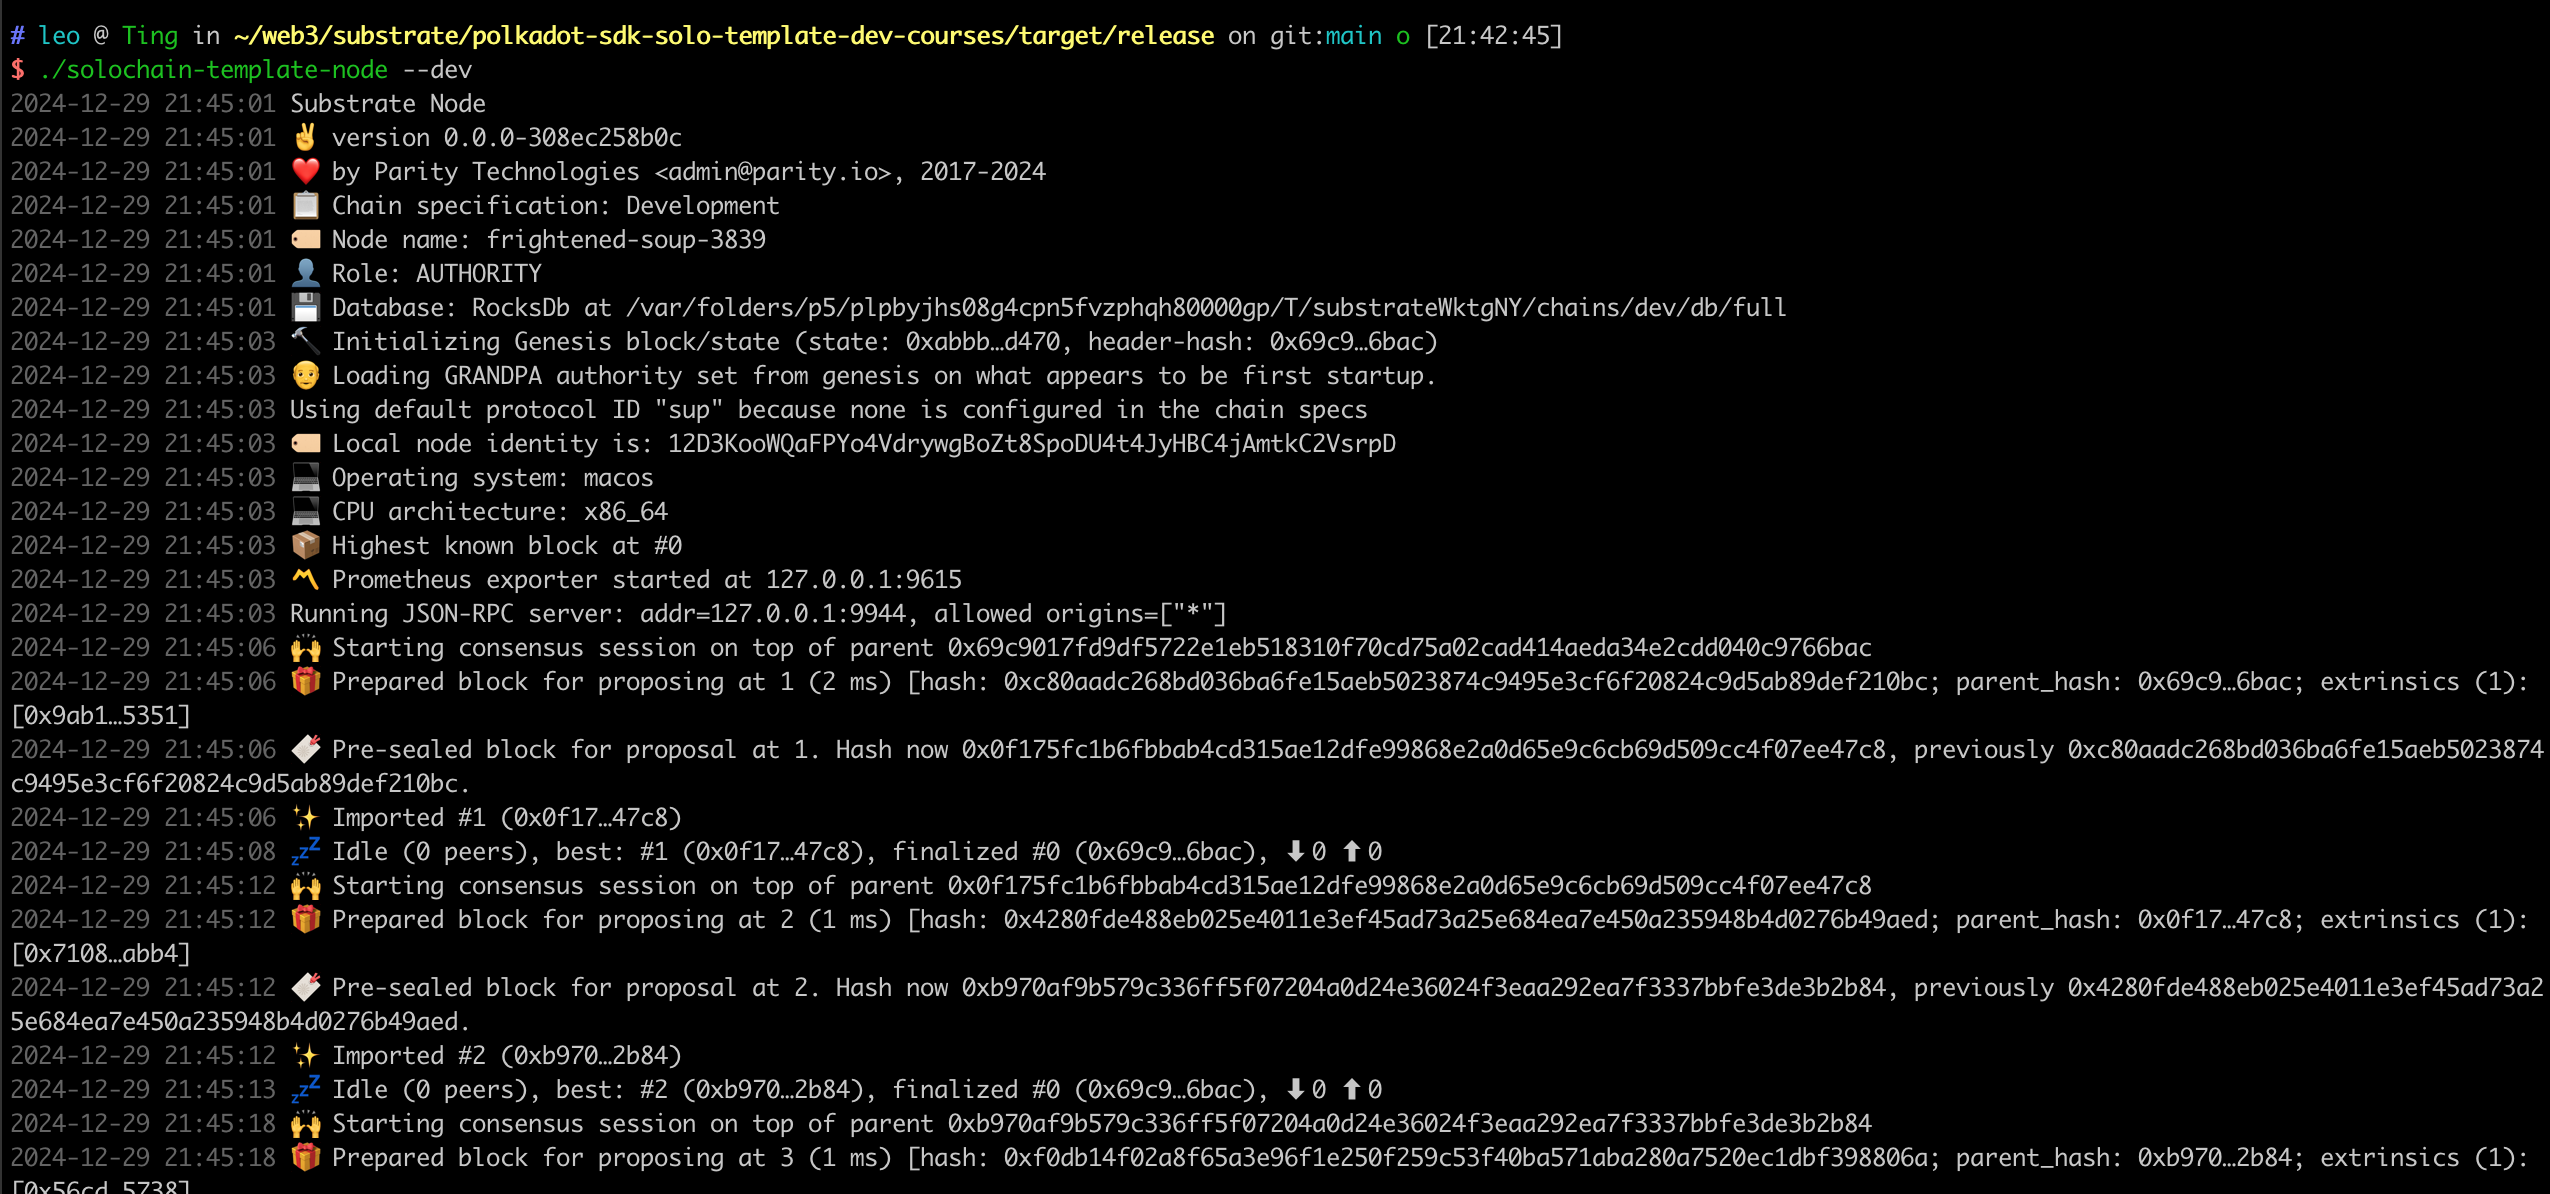 # leo @ Ting in ~/web3/substrate/polkadot-sdk-solo-template-dev-courses/target/release on git:main o [21:42:45]
$ ./solochain-template-node --dev
2024-12-29 21:45:01 Substrate Node
2024-12-29 21:45:01 ✌️ version 0.0.0-308ec258b0c
2024-12-29 21:45:01 ❤️ by Parity Technologies <admin@parity.io>, 2017-2024
2024-12-29 21:45:01 📋 Chain specification: Development
2024-12-29 21:45:01 🏷 Node name: frightened-soup-3839
2024-12-29 21:45:01 👤 Role: AUTHORITY
2024-12-29 21:45:01 💾 Database: RocksDb at /var/folders/p5/plpbyjhs08g4cpn5fvzphqh80000gp/T/substrateWktgNY/chains/dev/db/full
2024-12-29 21:45:03 🔨 Initializing Genesis block/state (state: 0xabbb…d470, header-hash: 0x69c9…6bac)
2024-12-29 21:45:03 👴 Loading GRANDPA authority set from genesis on what appears to be first startup.
2024-12-29 21:45:03 Using default protocol ID "sup" because none is configured in the chain specs
2024-12-29 21:45:03 🏷 Local node identity is: 12D3KooWQaFPYo4VdrywgBoZt8SpoDU4t4JyHBC4jAmtkC2VsrpD
2024-12-29 21:45:03 💻 Operating system: macos
2024-12-29 21:45:03 💻 CPU architecture: x86_64
2024-12-29 21:45:03 📦 Highest known block at #0
2024-12-29 21:45:03 〽️ Prometheus exporter started at 127.0.0.1:9615
2024-12-29 21:45:03 Running JSON-RPC server: addr=127.0.0.1:9944, allowed origins=["*"]
2024-12-29 21:45:06 🙌 Starting consensus session on top of parent 0x69c9017fd9df5722e1eb518310f70cd75a02cad414aeda34e2cdd040c9766bac
2024-12-29 21:45:06 🎁 Prepared block for proposing at 1 (2 ms) [hash: 0xc80aadc268bd036ba6fe15aeb5023874c9495e3cf6f20824c9d5ab89def210bc; parent_hash: 0x69c9…6bac; extrinsics (1):
[0x9ab1…5351]
2024-12-29 21:45:06 🔖 Pre-sealed block for proposal at 1. Hash now 0x0f175fc1b6fbbab4cd315ae12dfe99868e2a0d65e9c6cb69d509cc4f07ee47c8, previously 0xc80aadc268bd036ba6fe15aeb5023874
c9495e3cf6f20824c9d5ab89def210bc.
2024-12-29 21:45:06 ✨ Imported #1 (0x0f17…47c8)
2024-12-29 21:45:08 💤 Idle (0 peers), best: #1 (0x0f17…47c8), finalized #0 (0x69c9…6bac), ⬇ 0 ⬆ 0
2024-12-29 21:45:12 🙌 Starting consensus session on top of parent 0x0f175fc1b6fbbab4cd315ae12dfe99868e2a0d65e9c6cb69d509cc4f07ee47c8
2024-12-29 21:45:12 🎁 Prepared block for proposing at 2 (1 ms) [hash: 0x4280fde488eb025e4011e3ef45ad73a25e684ea7e450a235948b4d0276b49aed; parent_hash: 0x0f17…47c8; extrinsics (1):
[0x7108…abb4]
2024-12-29 21:45:12 🔖 Pre-sealed block for proposal at 2. Hash now 0xb970af9b579c336ff5f07204a0d24e36024f3eaa292ea7f3337bbfe3de3b2b84, previously 0x4280fde488eb025e4011e3ef45ad73a2
5e684ea7e450a235948b4d0276b49aed.
2024-12-29 21:45:12 ✨ Imported #2 (0xb970…2b84)
2024-12-29 21:45:13 💤 Idle (0 peers), best: #2 (0xb970…2b84), finalized #0 (0x69c9…6bac), ⬇ 0 ⬆ 0
2024-12-29 21:45:18 🙌 Starting consensus session on top of parent 0xb970af9b579c336ff5f07204a0d24e36024f3eaa292ea7f3337bbfe3de3b2b84
2024-12-29 21:45:18 🎁 Prepared block for proposing at 3 (1 ms) [hash: 0xf0db14f02a8f65a3e96f1e250f259c53f40ba571aba280a7520ec1dbf398806a; parent_hash: 0xb970…2b84; extrinsics (1):
[0x56cd…5738]